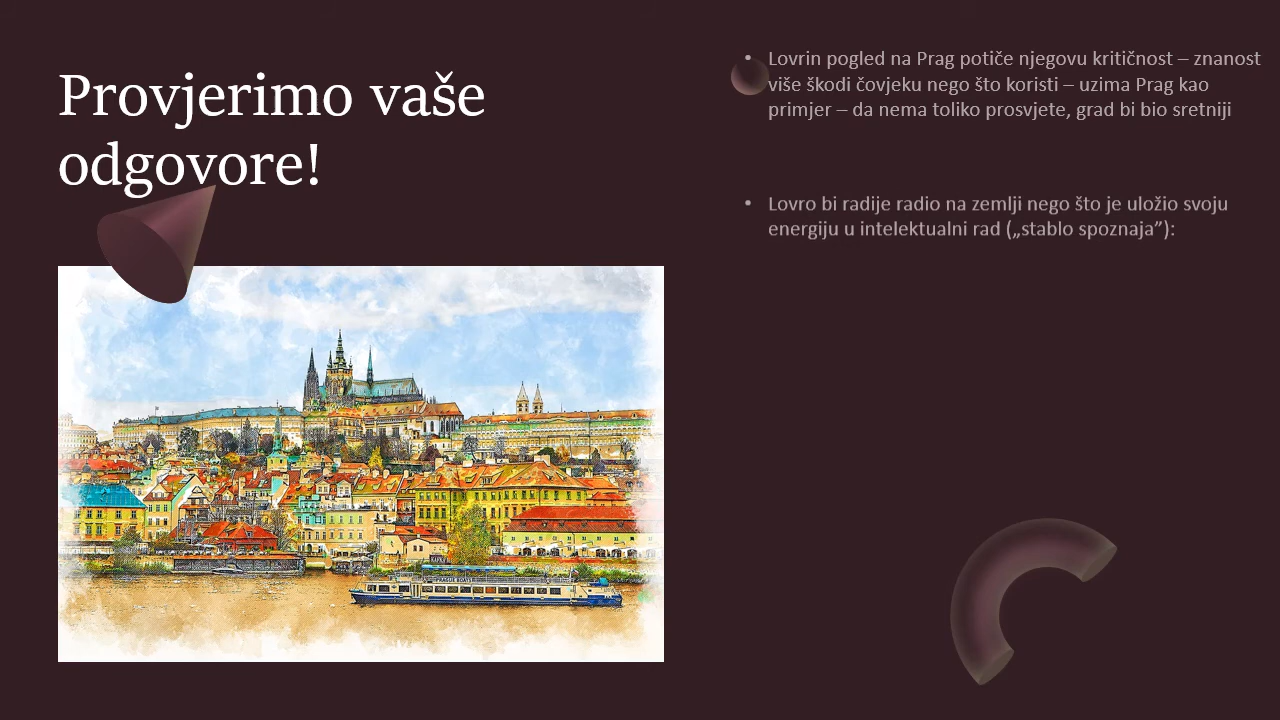 Provjerimo vaše
odgovore!
• Lovrin pogled na Prag potiče njegovu kritičnost – znanost
više škodi čovjeku nego što koristi – uzima Prag kao
primjer – da nema toliko prosvjete, grad bi bio sretniji
• Lovro bi radije radio na zemlji nego što je uložio svoju
energiju u intelektualni rad („stablo spoznaja”):